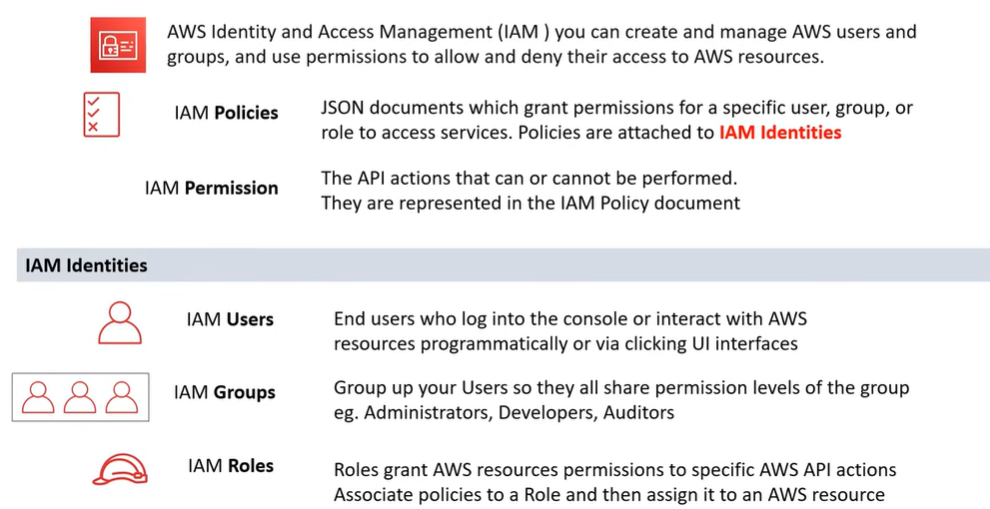 AWS Identity and Access Management (IAM ) you can create and manage AWS users and
groups, and use permissions to allow and deny their access to AWS resources.
IAM Policies
JSON documents which grant permissions for a specific user, group, or
role to access services. Policies are attached to IAM Identities
IAM Permission
The API actions that can or cannot be performed.
They are represented in the IAM Policy document
IAM Identities
IAM Users
End users who log into the console or interact with AWS
resources programmatically or via clicking UI interfaces
IAM Groups
Group up your Users so they all share permission levels of the group
eg. Administrators, Developers, Auditors
IAM Roles
Roles grant AWS resources permissions to specific AWS API actions
Associate policies to a Role and then assign it to an AWS resource